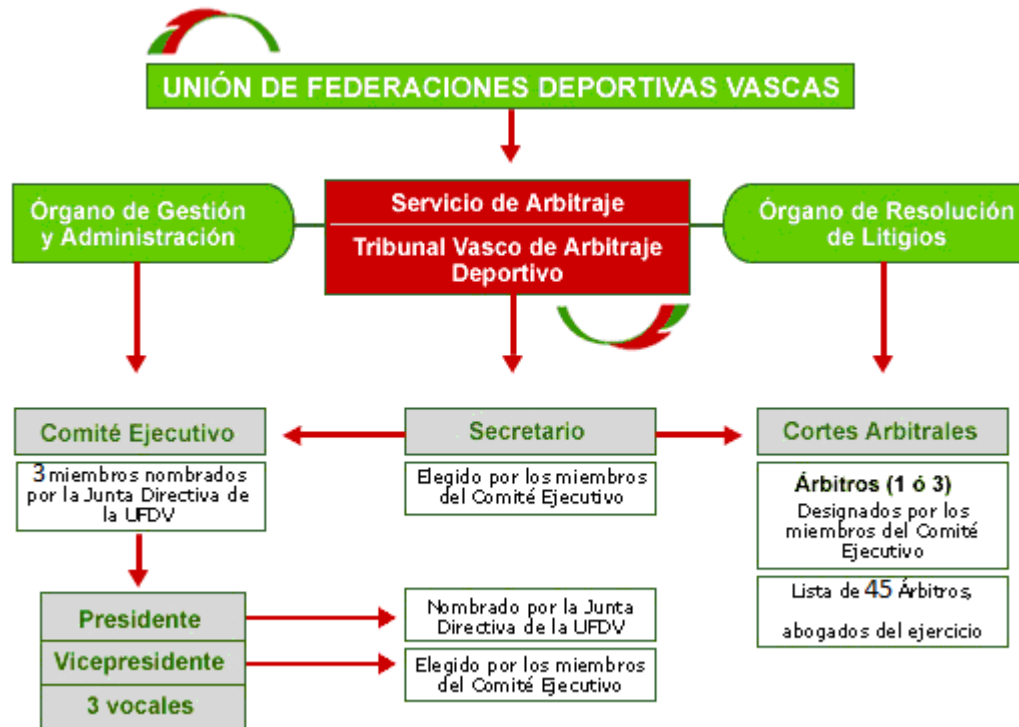 UNIÓN DE FEDERACIONES DEPORTIVAS VASCAS
Órgano de Gestión
y Administración
Servicio de Arbitraje
Tribunal Vasco de Arbitraje
Deportivo
Órgano de Resolución
de Litigios
Comité Ejecutivo
3 miembros nombrados
por la Junta Directiva de
la UFDV
Secretario
Elegido por los miembros
del Comité Ejecutivo
Cortes Arbitrales
Árbitros (1 ó 3)
Designados por los
miembros del Comité
Ejecutivo
Lista de 45 Árbitros,
abogados del ejercicio
Presidente
Nombrado por la Junta
Directiva de la UFDV
Vicepresidente
Elegido por los miembros
del Comité Ejecutivo
3 vocales